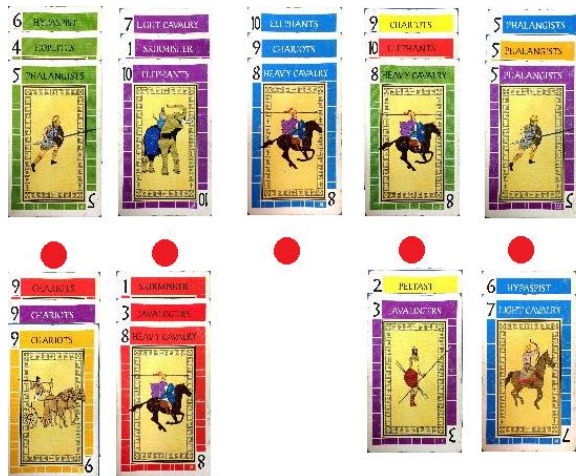 6 HYPASPIST
4 HOPLITES
5 PHALANGISTS
5
7 LIGHT CAVALRY
1 SKIRMISHER
10 ELEPHANTS
10
10 ELEPHANTS
9 CHARIOTS
8 HEAVY CAVALRY
8
9 CHARIOTS
10 ELEPHANTS
8 HEAVY CAVALRY
8
5 PHALANGISTS
5 PHALANGISTS
5 PHALANGISTS
5
9 CHARIOTS
9 CHARIOTS
9 CHARIOTS
9
1 SKIRMISHER
3 JAVALINEERS
8 HEAVY CAVALRY
8
2 PELTAST
3 JAVALINEERS
3
6 HYPASPIST
7 LIGHT CAVALRY
7